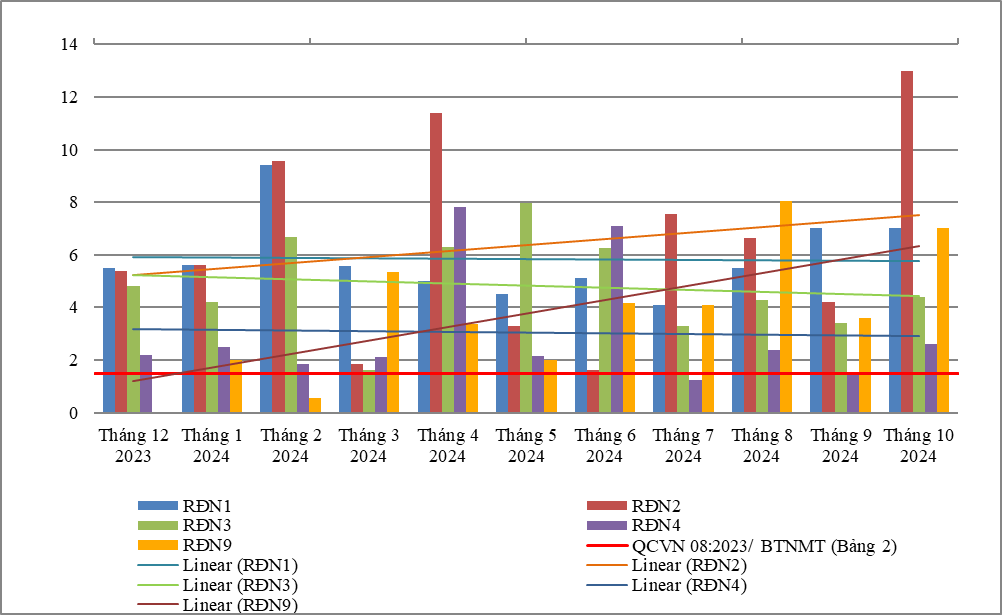 14
12
10
8
6
4
2
0
Tháng 12 Tháng 1 Tháng 2 Tháng 3 Tháng 4 Tháng 5 Tháng 6 Tháng 7 Tháng 8 Tháng 9 Tháng 10
2023 2024 2024 2024 2024 2024 2024 2024 2024 2024 2024
RĐN1 RĐN2
RĐN3 RĐN4
RĐN9 QCVN 08:2023/ BTNMT (Bảng 2)
Linear (RĐN1) Linear (RĐN2)
Linear (RĐN3) Linear (RĐN4)
Linear (RĐN9)